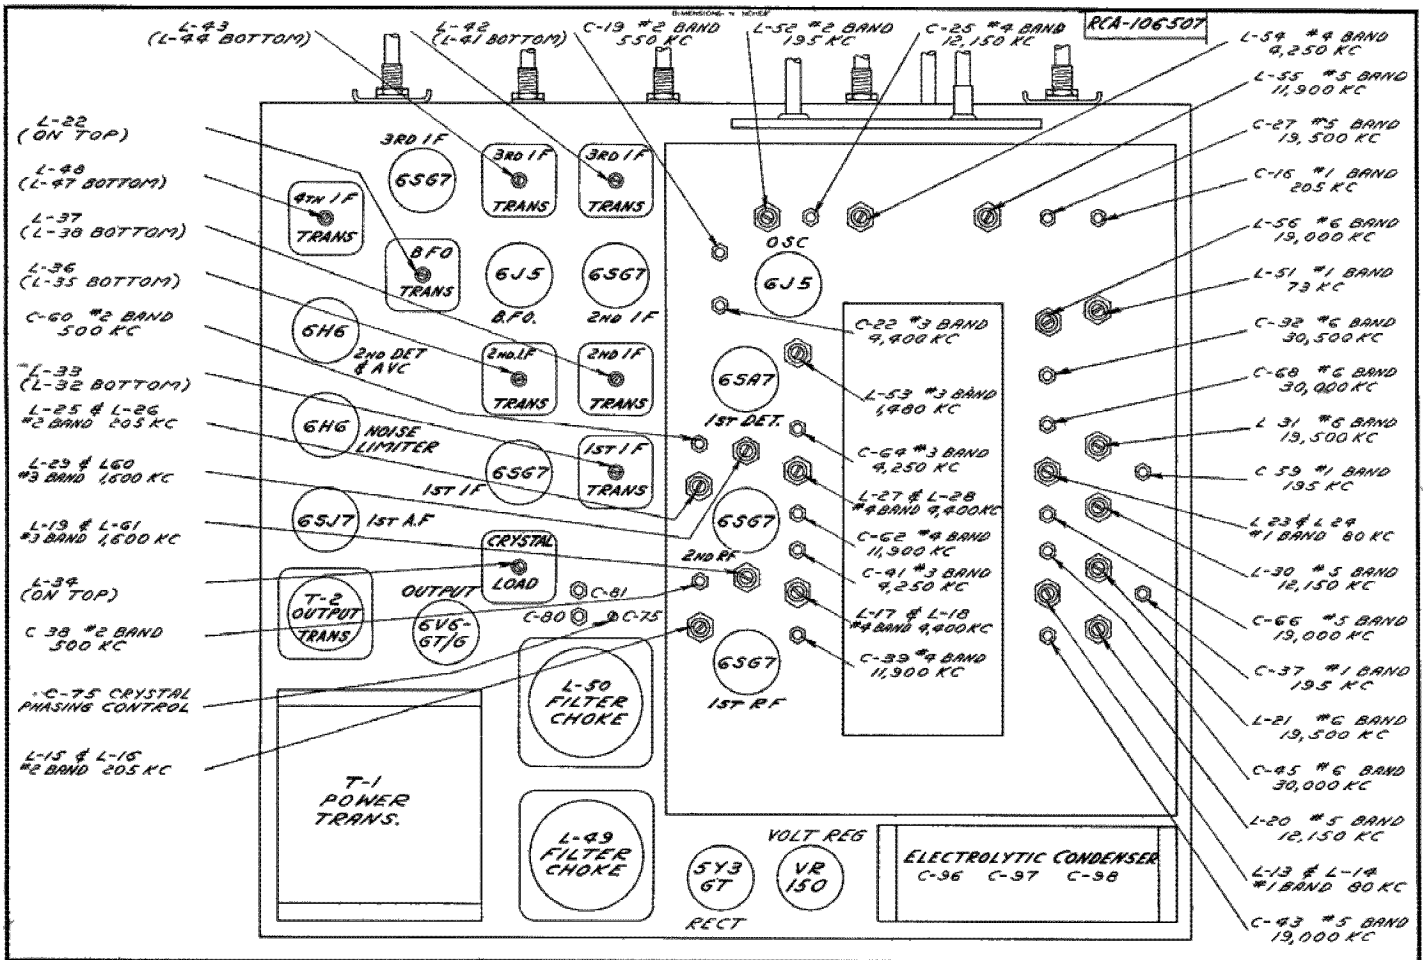 DIMENSIONS IN INCHES
RCA-106507
L-43
(L-44 BOTTOM)
L-42
(L-41 BOTTOM)
C-19 #2 BAND
550 KC
L-52 #2 BAND
195 KC
C-25 #4 BAND
12,150 KC
L-54 #4 BAND
4,250 KC
L-55 #5 BAND
11,900 KC
C-27 #5 BAND
19,500 KC
C-16 #1 BAND
205 KC
L-56 #6 BAND
19,000 KC
L-51 #1 BAND
73 KC
C-32 #6 BAND
30,500 KC
C-68 #6 BAND
30,000 KC
L 31 #6 BAND
19,500 KC
C 59 #1 BAND
195 KC
L 23 & L 24
#1 BAND 80 KC
L-30 #5 BAND
12,150 KC
C-66 #5 BAND
19,000 KC
C-37 #1 BAND
195 KC
L-21 #6 BAND
19,500 KC
C-45 #6 BAND
30,000 KC
L-20 #5 BAND
12,150 KC
L-13 & L-14
#1 BAND 80 KC
C-43 #5 BAND
19,000 KC
L-22
(ON TOP)
L-48
(L-47 BOTTOM)
L-37
(L-38 BOTTOM)
L-36
(L-35 BOTTOM)
C-60 #2 BAND
500 KC
L-33
(L-32 BOTTOM)
L-25 & L-26
#2 BAND 205 KC
L-29 & L60
#3 BAND 1,600 KC
L-19 & L-61
#3 BAND 1,600 KC
L-34
(ON TOP)
C 38 #2 BAND
500 KC
C-75 CRYSTAL
PHASING CONTROL
L-15 & L-16
#2 BAND 205 KC
3RD IF
6SG7
3RD IF
TRANS
3RD IF
TRANS
4TH IF
TRANS
BFO
TRANS
6J5
B.F.O.
6SG7
2ND IF
6H6
2ND DET
& AVC
2ND IF
TRANS
2ND IF
TRANS
6H6
NOISE
LIMITER
6SG7
1ST IF
1ST IF
TRANS
6SJ7
1ST A.F
CRYSTAL
LOAD
T-2
OUTPUT
TRANS.
OUTPUT
6V6-
GT/G
C-81
C-80
C-75
L-50
FILTER
CHOKE
T-1
POWER
TRANS.
L-49
FILTER
CHOKE
OSC
6J5
6SA7
1ST DET.
6SG7
2ND RF
6SG7
1ST RF
C-22 #3 BAND
4,400 KC
L-53 #3 BAND
1,480 KC
C-64 #3 BAND
4,250 KC
L-27 & L-28
#4 BAND 4,400 KC
C-62 #4 BAND
11,900 KC
C-41 #3 BAND
4,250 KC
L-17 & L-18
#4 BAND 4,400 KC
C-39 #4 BAND
11,900 KC
5Y3
GT
RECT
VOLT REG
VR
150
ELECTROLYTIC CONDENSER
C-96 C-97 C-98